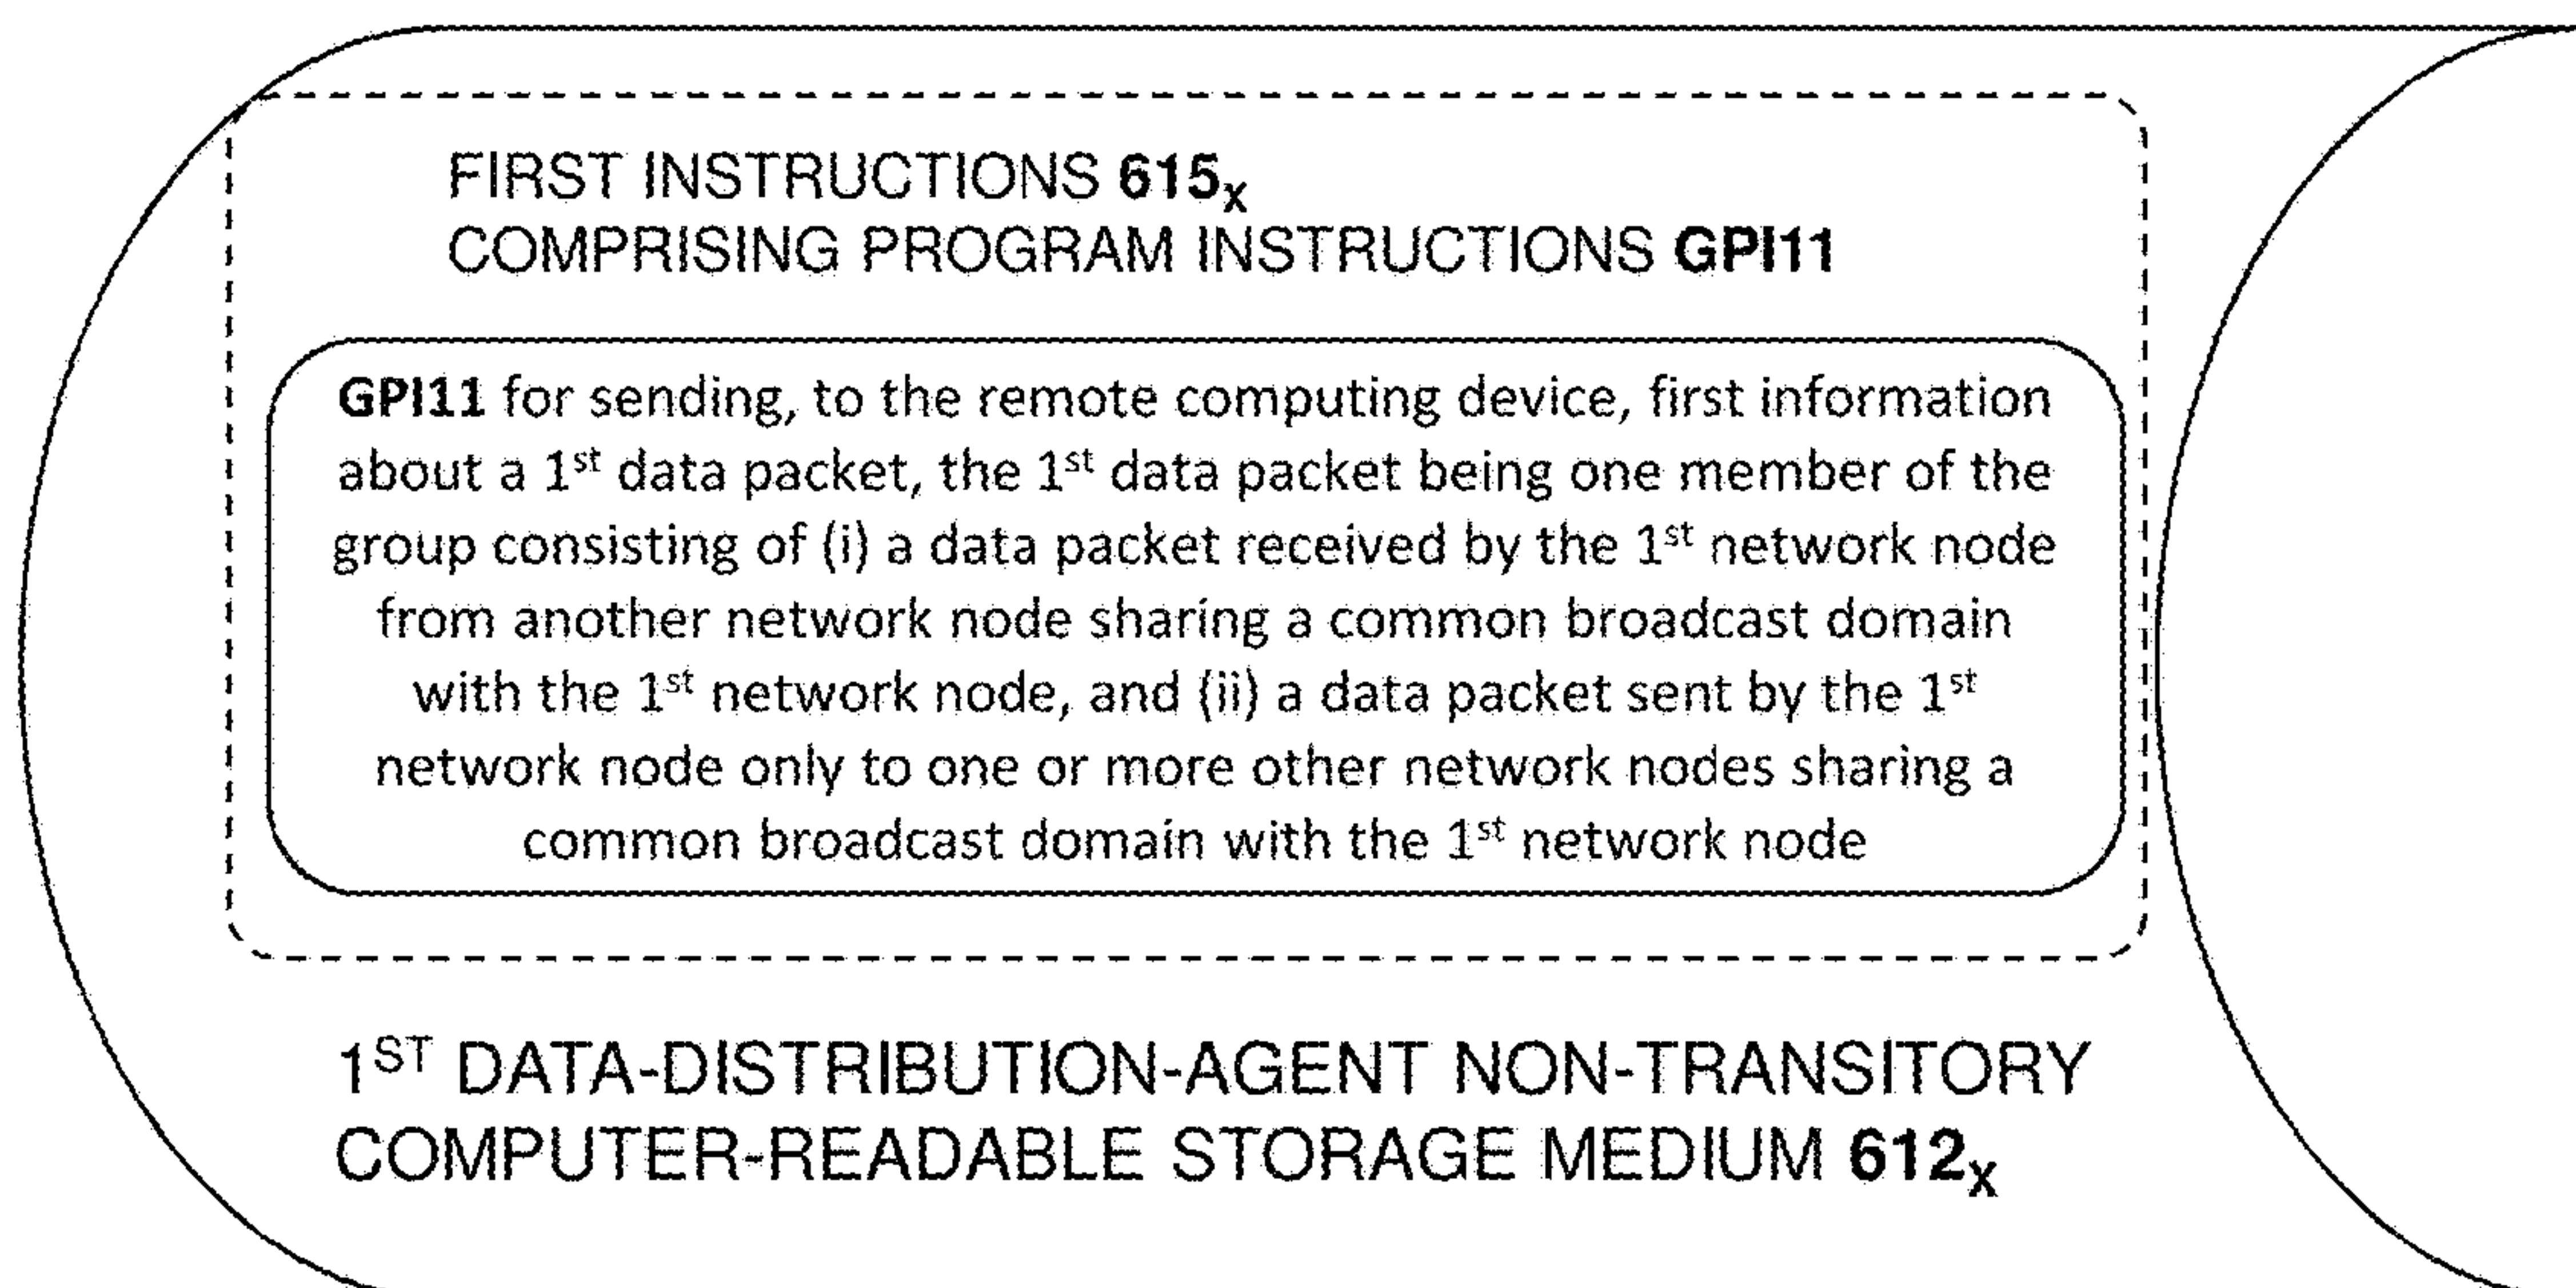 FIRST INSTRUCTIONS 615x
COMPRISING PROGRAM INSTRUCTIONS GPI11
GPI11 for sending, to the remote computing device, first information
about a 1st data packet, the 1st data packet being one member of the
group consisting of (i) a data packet received by the 1st network node
from another network node sharing a common broadcast domain
with the 1st network node, and (ii) a data packet sent by the 1st
network node only to one or more other network nodes sharing a
common broadcast domain with the 1st network node
1ST DATA-DISTRIBUTION-AGENT NON-TRANSITORY
COMPUTER-READABLE STORAGE MEDIUM 612X